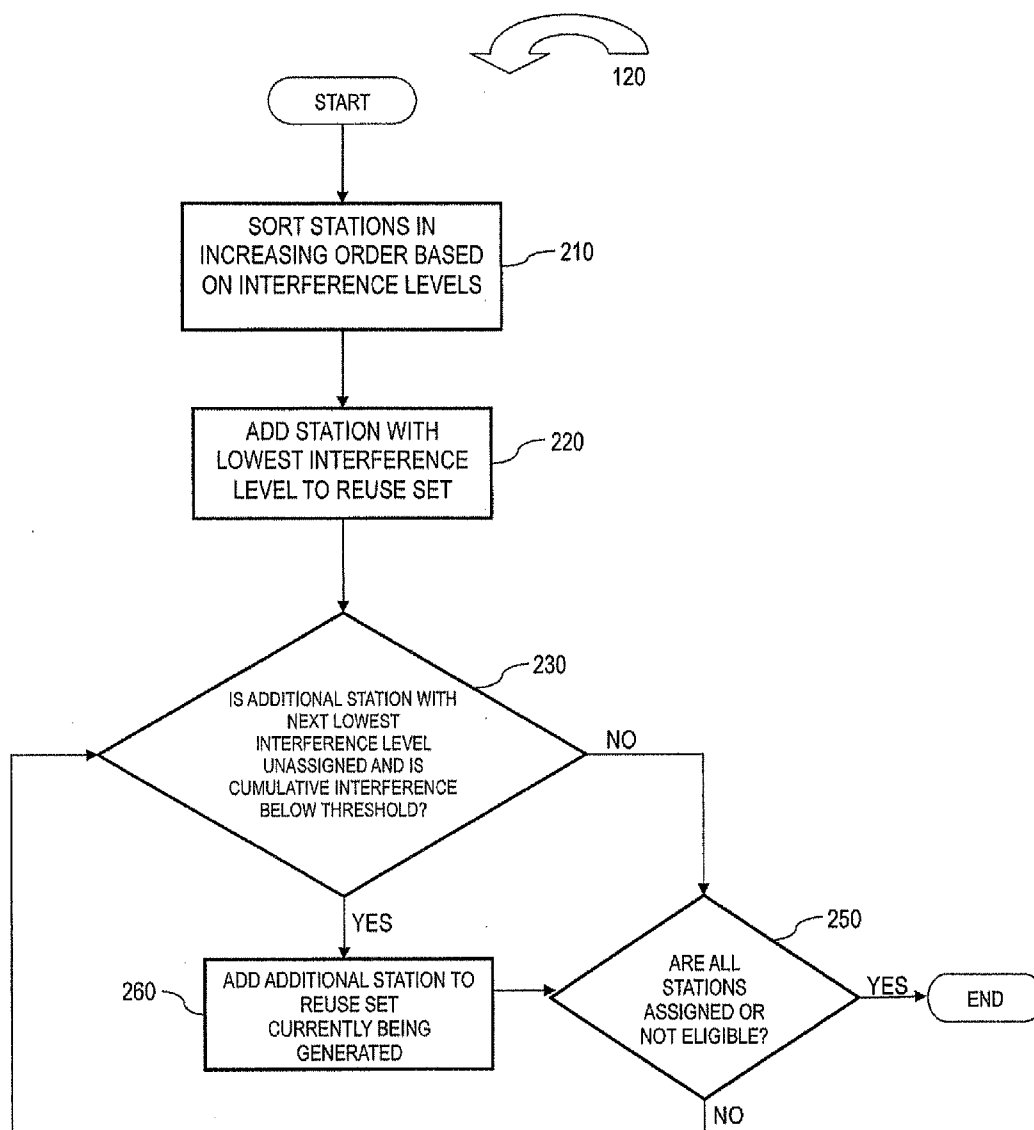 120
START
SORT STATIONS IN
INCREASING ORDER BASED
ON INTERFERENCE LEVELS
210
ADD STATION WITH
LOWEST INTERFERENCE
LEVEL TO REUSE SET
220
230
IS ADDITIONAL STATION WITH
NEXT LOWEST
INTERFERENCE LEVEL
UNASSIGNED AND IS
CUMULATIVE INTERFERENCE
BELOW THRESHOLD?
NO
YES
250
260
ADD ADDITIONAL STATION TO
REUSE SET
CURRENTLY BEING
GENERATED
ARE ALL
STATIONS
ASSIGNED OR
NOT ELIGIBLE?
YES
END
NO